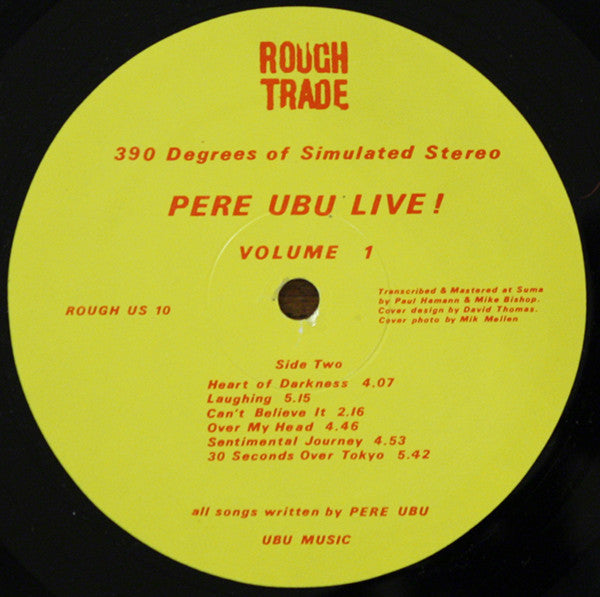 ROUGH
TRADE
390 Degrees of Simulated Stereo
PERE UBU LIVE!
VOLUME 1
ROUGH US 10
Transcribed & Mastered at Suma
by Paul Hamann & Mike Bishop.
Cover design by David Thomas.
Cover photo by Mik Mellen
Side Two
Heart of Darkness 4.07
Laughing 5.15
Can't Believe It 2.16
Over My Head 4.46
Sentimental Journey 4.53
30 Seconds Over Tokyo 5.42
all songs written by PERE UBU
UBU MUSIC